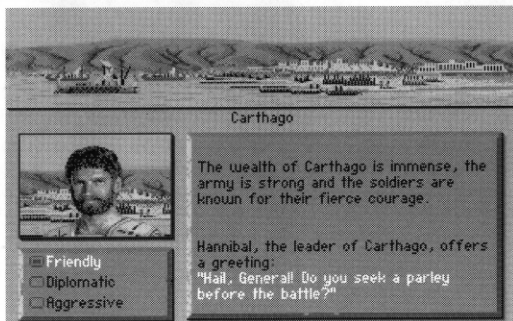 Carthago
The wealth of Carthago is immense, the
army is strong and the soldiers are
known for their fierce courage.
Hannibal, the leader of Carthago, offers
a greeting:
"Hail, General! Do you seek a parley
before the battle?"
Friendly
Diplomatic
Aggressive